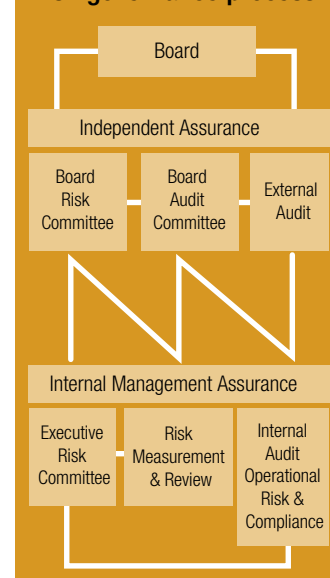 Board
Independent Assurance
Board
Risk
Committee
Board
Audit
Committee
External
Audit
Internal Management Assurance
Executive
Risk
Committee
Risk
Measurement
& Review
Internal
Audit
Operational
Risk &
Compliance